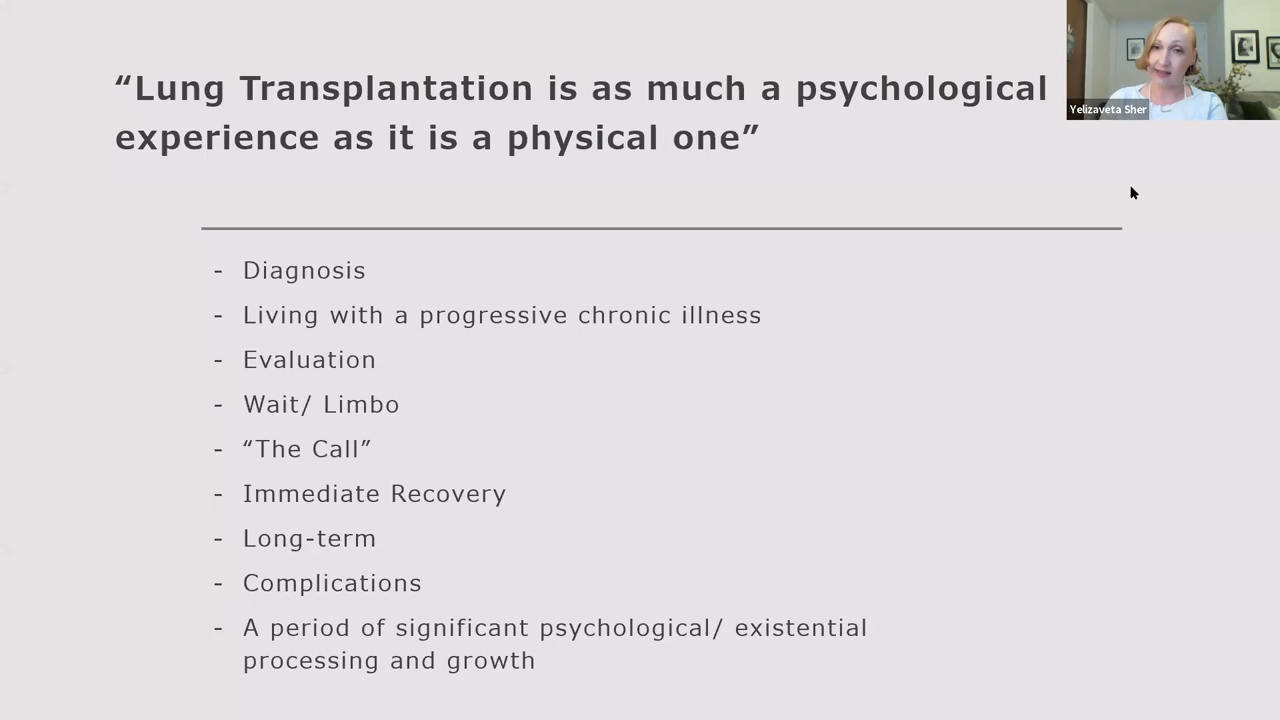 “Lung Transplantation is as much a psychological
experience as it is a physical one”
Yelizaveta Sher
- Diagnosis
- Living with a progressive chronic illness
- Evaluation
- Wait/ Limbo
- “The Call”
- Immediate Recovery
- Long-term
- Complications
- A period of significant psychological/ existential
processing and growth